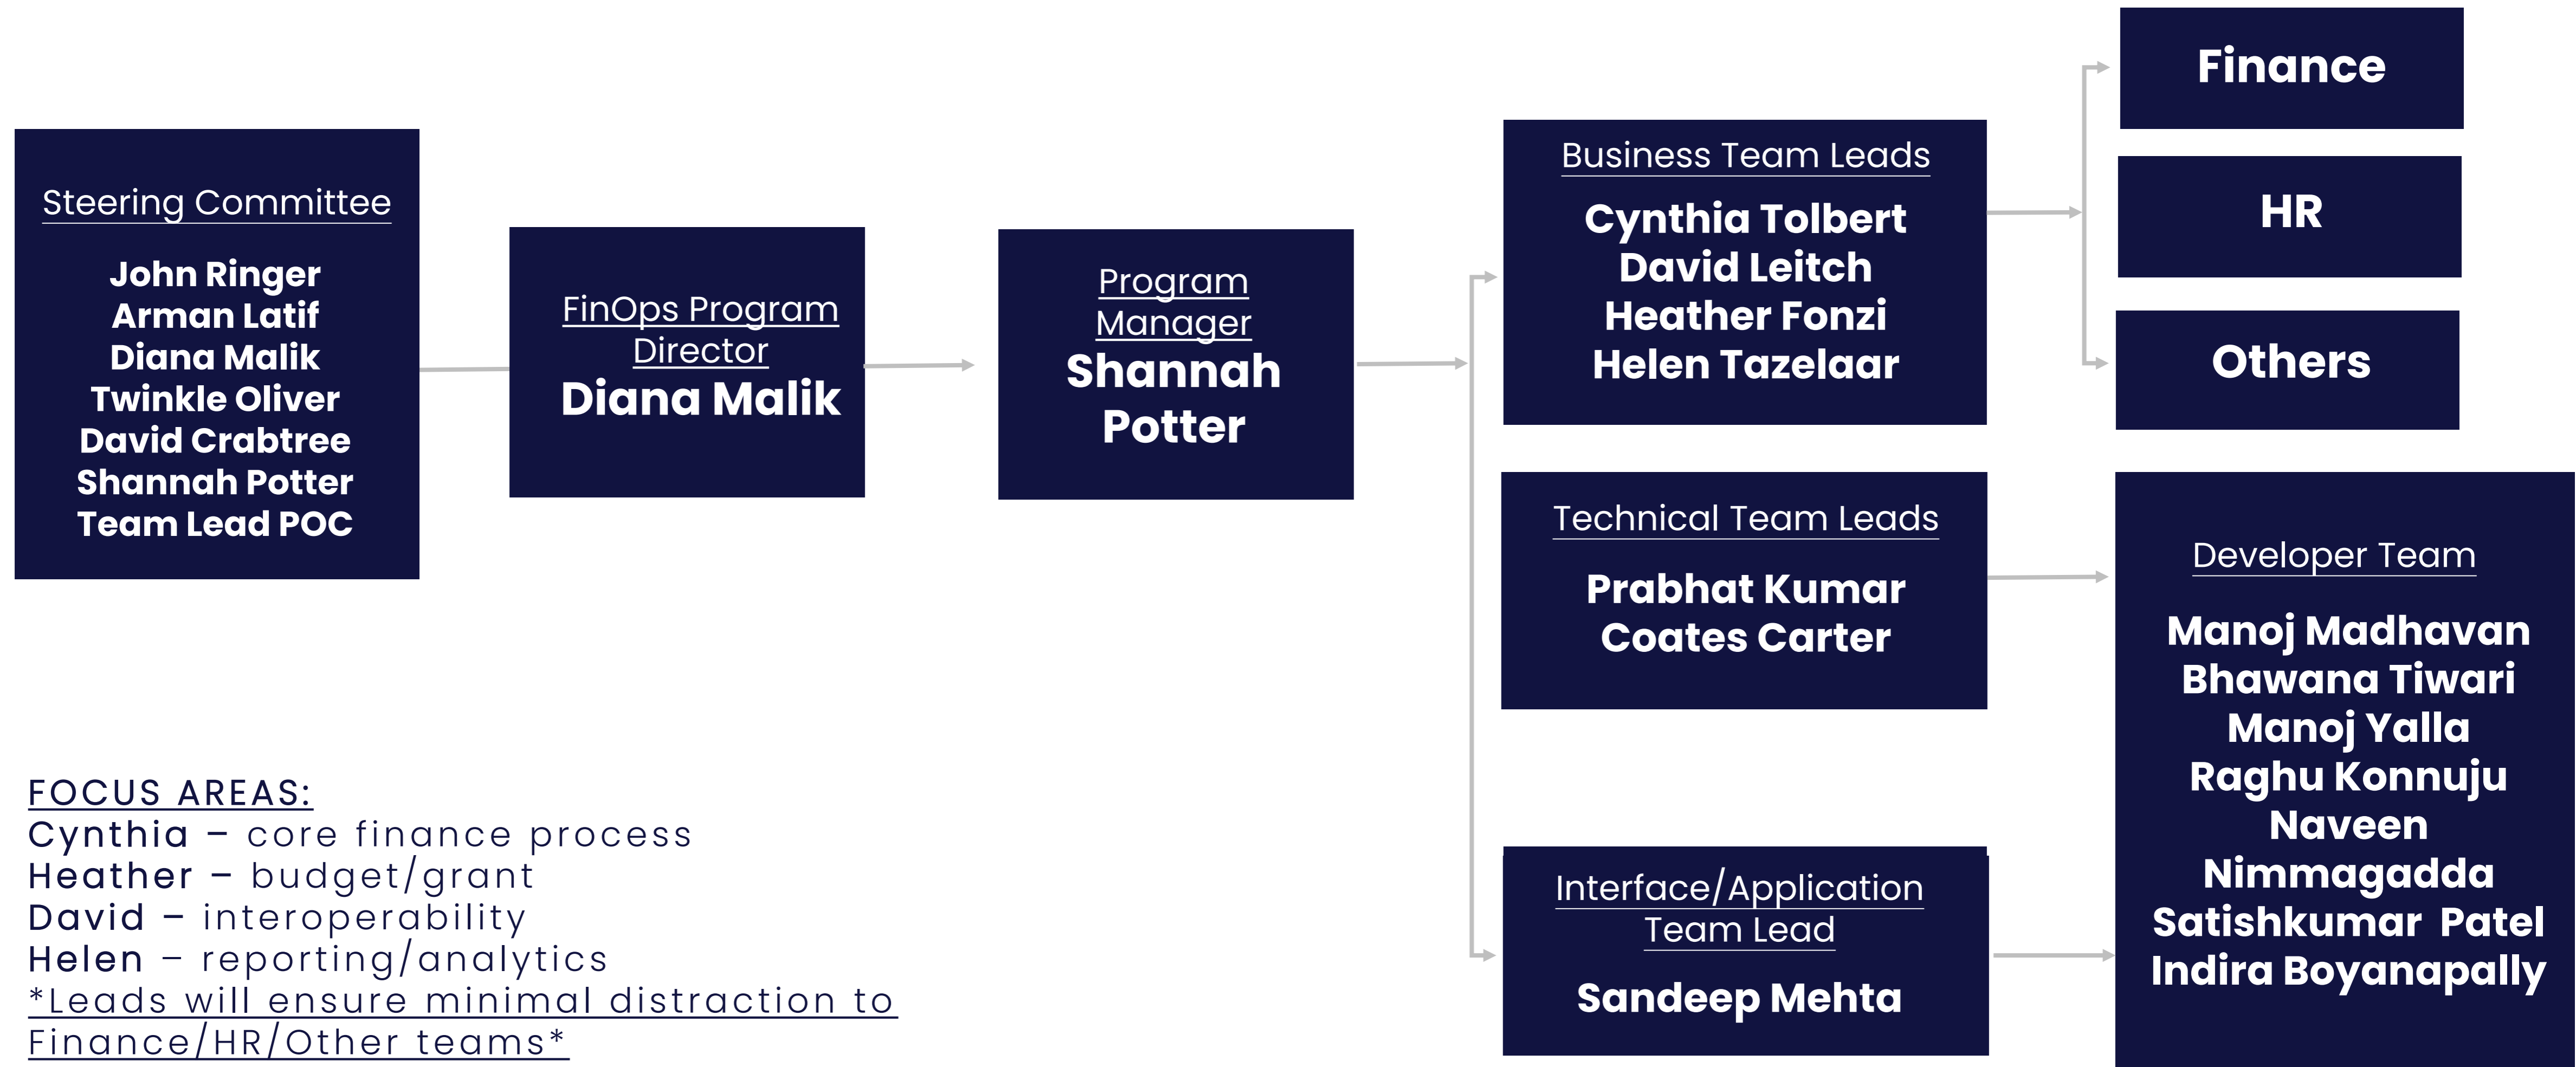 Steering Committee
John Ringer
Arman Latif
Diana Malik
Twinkle Oliver
David Crabtree
Shannah Potter
Team Lead POC
FinOps Program
Director
Diana Malik
Program
Manager
Shannah
Potter
Business Team Leads
Cynthia Tolbert
David Leitch
Heather Fonzi
Helen Tazelaar
Finance
HR
Others
Technical Team Leads
Prabhat Kumar
Coates Carter
Interface/Application
Team Lead
Sandeep Mehta
Developer Team
Manoj Madhavan
Bhawana Tiwari
Manoj Yalla
Raghu Konnuju
Naveen
Nimmagadda
Satishkumar Patel
Indira Boyanapally
FOCUS AREAS:
Cynthia – core finance process
Heather – budget/grant
David – interoperability
Helen – reporting/analytics
*Leads will ensure minimal distraction to
Finance/HR/Other teams*